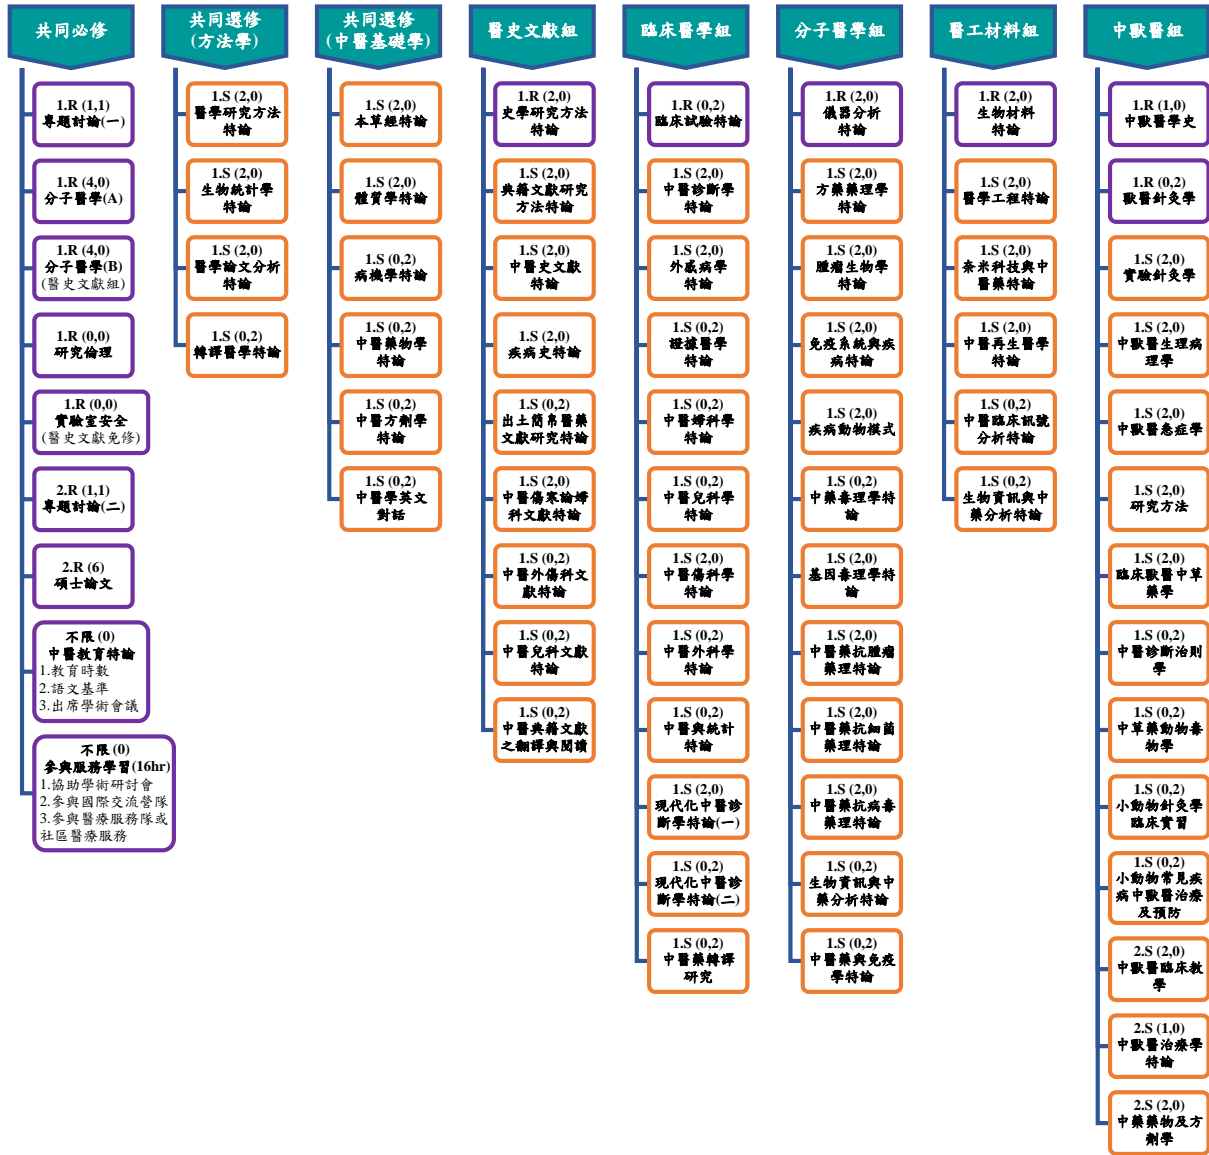 共同必修
1.R (1,1)
專題討論(一)
1.R (4,0)
分子醫學(A)
1.R (4,0)
分子醫學(B)
(醫史文獻組)
1.R (0,0)
研究倫理
1.R (0,0)
實驗室安全
(醫史文獻免修)
2.R (1,1)
專題討論(二)
2.R (6)
碩士論文
不限 (0)
中醫教育特論
1.教育時數
2.語文基準
3.出席學術會議
不限 (0)
參與服務學習(16hr)
1.協助學術研討會
2.參與國際交流營隊
3.參與醫療服務隊或
社區醫療服務
共同選修
(方法學)
1.S (2,0)
醫學研究方法
特論
1.S (2,0)
生物統計學
特論
1.S (2,0)
醫學論文分析
特論
1.S (0,2)
轉譯醫學特論
共同選修
(中醫基礎學)
1.S (2,0)
本草經特論
1.S (2,0)
體質學特論
1.S (0,2)
病機學特論
1.S (0,2)
中醫藥物學
特論
1.S (0,2)
中醫方劑學
特論
1.S (0,2)
中醫學英文
對話
醫史文獻組
1.R (2,0)
史學研究方法
特論
1.S (2,0)
典籍文獻研究
方法特論
1.S (2,0)
中醫史文獻
特論
1.S (2,0)
疾病史特論
1.S (0,2)
出土簡帛醫藥
文獻研究特論
1.S (2,0)
中醫傷寒論婦
科文獻特論
1.S (0,2)
中醫外傷科文
獻特論
1.S (0,2)
中醫兒科文獻
特論
1.S (0,2)
中醫典籍文獻
之翻譯與閱讀
臨床醫學組
1.R (0,2)
臨床試驗特論
1.S (2,0)
中醫診斷學
特論
1.S (2,0)
外感病學
特論
1.S (0,2)
證據醫學
特論
1.S (0,2)
中醫婦科學
特論
1.S (0,2)
中醫兒科學
特論
1.S (2,0)
中醫傷科學
特論
1.S (0,2)
中醫外科學
特論
1.S (0,2)
中醫與統計
特論
1.S (2,0)
現代化中醫診
斷學特論(一)
1.S (0,2)
現代化中醫診
斷學特論(二)
1.S (0,2)
中醫藥轉譯
研究
分子醫學組
1.R (2,0)
儀器分析
特論
1.S (2,0)
方藥藥理學
特論
1.S (2,0)
腫瘤生物學
特論
1.S (2,0)
免疫系統與疾
病特論
1.S (2,0)
疾病動物模式
1.S (0,2)
中藥毒理學特
論
1.S (2,0)
基因毒理學特
論
1.S (2,0)
中醫藥抗腫瘤
藥理特論
1.S (2,0)
中醫藥抗細菌
藥理特論
1.S (2,0)
中醫藥抗病毒
藥理特論
1.S (0,2)
生物資訊與中
藥分析特論
1.S (0,2)
中醫藥與免疫
學特論
醫工材料組
1.R (2,0)
生物材料
特論
1.S (2,0)
醫學工程特論
1.S (2,0)
奈米科技與中
醫藥特論
1.S (2,0)
中醫再生醫學
特論
1.S (0,2)
中醫臨床訊號
分析特論
1.S (0,2)
生物資訊與中
藥分析特論
中獸醫組
1.R (1,0)
中獸醫學史
1.R (0,2)
獸醫針灸學
1.S (2,0)
實驗針灸學
1.S (2,0)
中獸醫生理病
理學
1.S (2,0)
中獸醫急症學
1.S (2,0)
研究方法
1.S (2,0)
臨床獸醫中草
藥學
1.S (0,2)
中醫診斷治則
學
1.S (0,2)
中草藥動物毒
物學
1.S (0,2)
小動物針灸學
臨床實習
1.S (0,2)
小動物常見疾
病中獸醫治療
及預防
2.S (2,0)
中獸醫臨床教
學
2.S (1,0)
中獸醫治療學
特論
2.S (2,0)
中藥藥物及方
劑學